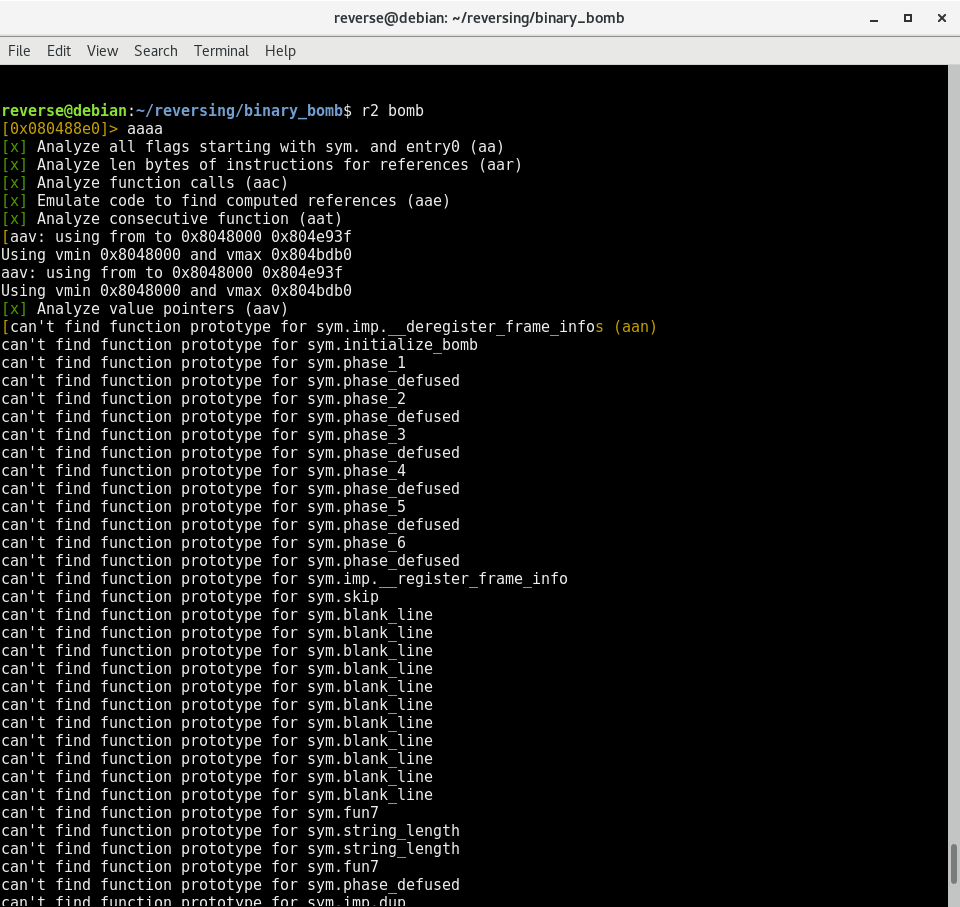 reverse@debian: ~/reversing/binary_bomb
File Edit View Search Terminal Help
reverse@debian:~/reversing/binary_bomb$ r2 bomb
[0x080488e0]> aaaa
[x] Analyze all flags starting with sym. and entry0 (aa)
[x] Analyze len bytes of instructions for references (aar)
[x] Analyze function calls (aac)
[x] Emulate code to find computed references (aae)
[x] Analyze consecutive function (aat)
[aav: using from to 0x8048000 0x804e93f
Using vmin 0x8048000 and vmax 0x804bdb0
aav: using from to 0x8048000 0x804e93f
Using vmin 0x8048000 and vmax 0x804bdb0
[x] Analyze value pointers (aav)
[can't find function prototype for sym.imp.__deregister_frame_infos (aan)
can't find function prototype for sym.initialize_bomb
can't find function prototype for sym.phase_1
can't find function prototype for sym.phase_defused
can't find function prototype for sym.phase_2
can't find function prototype for sym.phase_defused
can't find function prototype for sym.phase_3
can't find function prototype for sym.phase_defused
can't find function prototype for sym.phase_4
can't find function prototype for sym.phase_defused
can't find function prototype for sym.phase_5
can't find function prototype for sym.phase_defused
can't find function prototype for sym.phase_6
can't find function prototype for sym.phase_defused
can't find function prototype for sym.imp.__register_frame_info
can't find function prototype for sym.skip
can't find function prototype for sym.blank_line
can't find function prototype for sym.blank_line
can't find function prototype for sym.blank_line
can't find function prototype for sym.blank_line
can't find function prototype for sym.blank_line
can't find function prototype for sym.blank_line
can't find function prototype for sym.blank_line
can't find function prototype for sym.blank_line
can't find function prototype for sym.blank_line
can't find function prototype for sym.blank_line
can't find function prototype for sym.blank_line
can't find function prototype for sym.fun7
can't find function prototype for sym.string_length
can't find function prototype for sym.string_length
can't find function prototype for sym.fun7
can't find function prototype for sym.phase_defused
can't find function prototype for sym.imp.dup